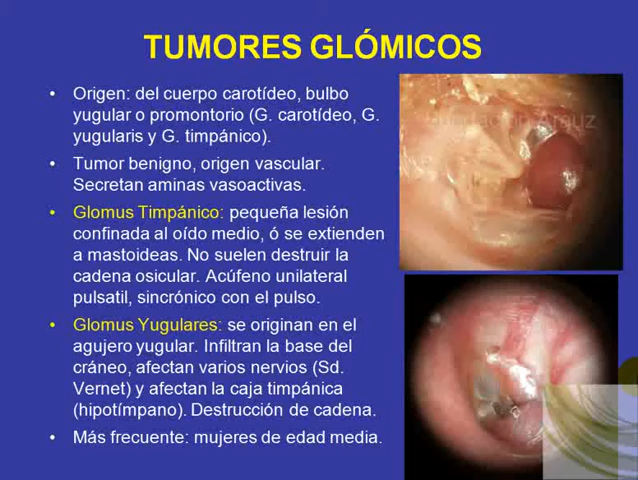 TUMORES GLÓMICOS
• Origen: del cuerpo carotídeo, bulbo
yugular o promontorio (G. carotídeo, G.
yugularis y G. timpánico).
• Tumor benigno, origen vascular.
Secretan aminas vasoactivas.
• Glomus Timpánico: pequeña lesión
confinada al oído medio, ó se extienden
a mastoideas. No suelen destruir la
cadena osicular. Acúfeno unilateral
pulsatil, sincrónico con el pulso.
• Glomus Yugulares: se originan en el
agujero yugular. Infiltran la base del
cráneo, afectan varios nervios (Sd.
Vernet) y afectan la caja timpánica
(hipotímpano). Destrucción de cadena.
• Más frecuente: mujeres de edad media.